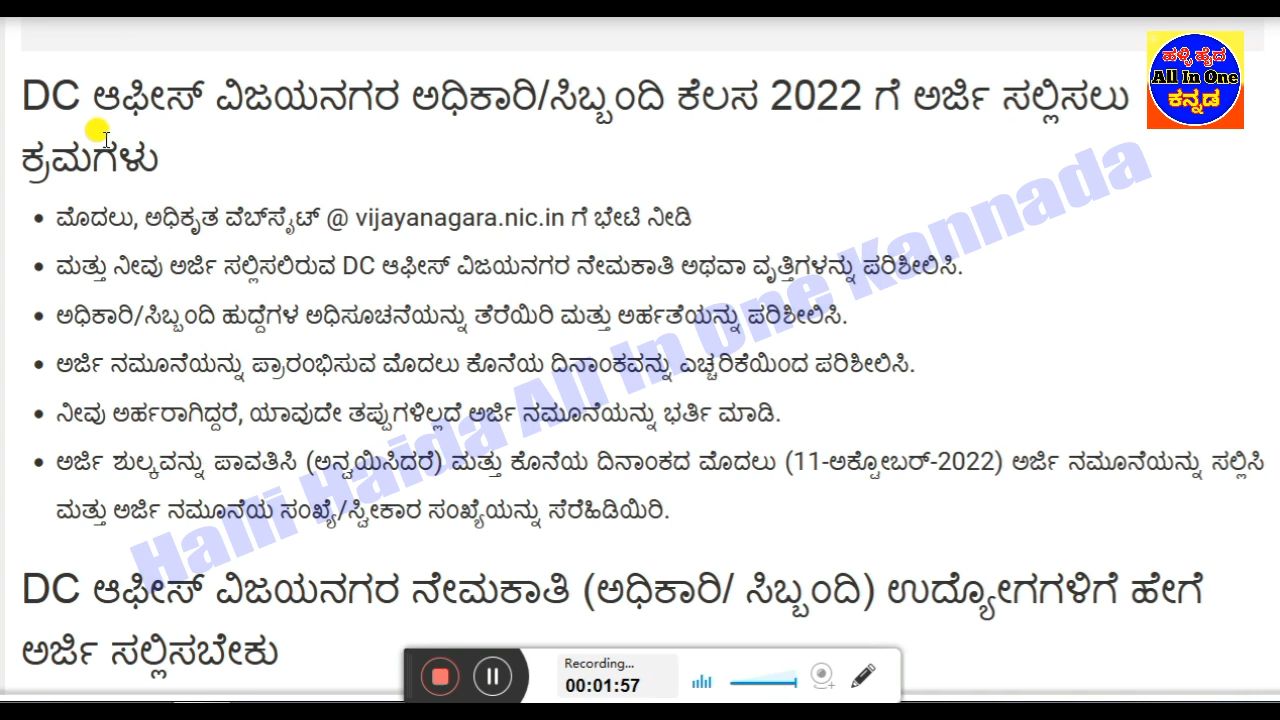 ಹಳ್ಳಿ ಹೈದ
All In One
ಕನ್ನಡ
DC ಆಫೀಸ್ ವಿಜಯನಗರ ಅಧಿಕಾರಿ/ಸಿಬ್ಬಂದಿ ಕೆಲಸ 2022 ಗೆ ಅರ್ಜಿ ಸಲ್ಲಿಸಲು
ಕ್ರಮಗಳು
• ಮೊದಲು, ಅಧಿಕೃತ ವೆಬ್‌ಸೈಟ್ @ vijayanagara.nic.in ಗೆ ಭೇಟಿ ನೀಡಿ
• ಮತ್ತು ನೀವು ಅರ್ಜಿ ಸಲ್ಲಿಸಲಿರುವ DC ಆಫೀಸ್ ವಿಜಯನಗರ ನೇಮಕಾತಿ ಅಥವಾ ವೃತ್ತಿಗಳನ್ನು ಪರಿಶೀಲಿಸಿ.
• ಅಧಿಕಾರಿ/ಸಿಬ್ಬಂದಿ ಹುದ್ದೆಗಳ ಅಧಿಸೂಚನೆಯನ್ನು ತೆರೆಯಿರಿ ಮತ್ತು ಅರ್ಹತೆಯನ್ನು ಪರಿಶೀಲಿಸಿ.
• ಅರ್ಜಿ ನಮೂನೆಯನ್ನು ಪ್ರಾರಂಭಿಸುವ ಮೊದಲು ಕೊನೆಯ ದಿನಾಂಕವನ್ನು ಎಚ್ಚರಿಕೆಯಿಂದ ಪರಿಶೀಲಿಸಿ.
• ನೀವು ಅರ್ಹರಾಗಿದ್ದರೆ, ಯಾವುದೇ ತಪ್ಪುಗಳಿಲ್ಲದೆ ಅರ್ಜಿ ನಮೂನೆಯನ್ನು ಭರ್ತಿ ಮಾಡಿ.
• ಅರ್ಜಿ ಶುಲ್ಕವನ್ನು ಪಾವತಿಸಿ (ಅನ್ವಯಿಸಿದರೆ) ಮತ್ತು ಕೊನೆಯ ದಿನಾಂಕದ ಮೊದಲು (11-ಅಕ್ಟೋಬರ್-2022) ಅರ್ಜಿ ನಮೂನೆಯನ್ನು ಸಲ್ಲಿಸಿ
ಮತ್ತು ಅರ್ಜಿ ನಮೂನೆಯ ಸಂಖ್ಯೆ/ಸ್ವೀಕಾರ ಸಂಖ್ಯೆಯನ್ನು ಸೆರೆಹಿಡಿಯಿರಿ.
Halli Haida All In One Kannada
DC ಆಫೀಸ್ ವಿಜಯನಗರ ನೇಮಕಾತಿ (ಅಧಿಕಾರಿ/ ಸಿಬ್ಬಂದಿ) ಉದ್ಯೋಗಗಳಿಗೆ ಹೇಗೆ
ಅರ್ಜಿ ಸಲ್ಲಿಸಬೇಕು
Recording...
00:01:57